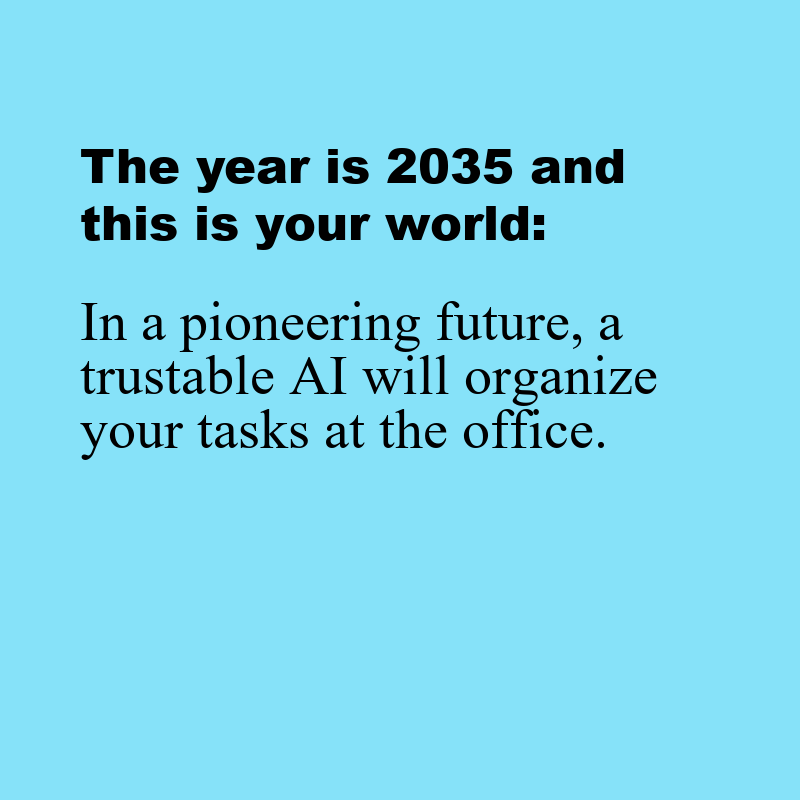 The year is 2035 and
this is your world:
In a pioneering future, a
trustable AI will organize
your tasks at the office.